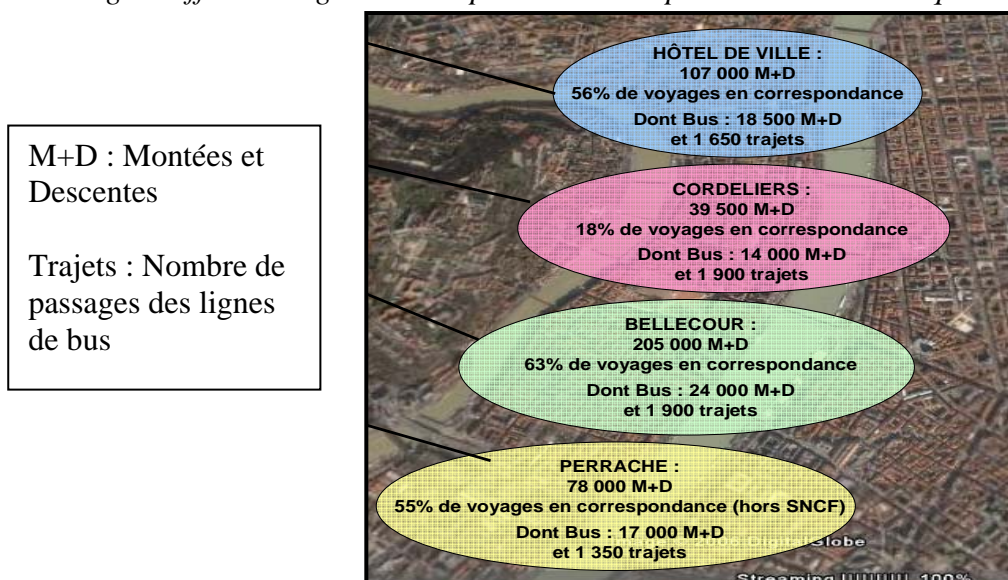 M+D : Montées et
Descentes
Trajets : Nombre de
passages des lignes
de bus
HÔTEL DE VILLE :
107 000 M+D
56% de voyages en correspondance
Dont Bus : 18 500 M+D
et 1 650 trajets
CORDELIERS :
39 500 M+D
18% de voyages en correspondance
Dont Bus : 14 000 M+D
et 1 900 trajets
BELLECOUR :
205 000 M+D
63% de voyages en correspondance
Dont Bus : 24 000 M+D
et 1 900 trajets
PERRACHE :
78 000 M+D
55% de voyages en correspondance (hors SNCF)
Dont Bus : 17 000 M+D
et 1 350 trajets
Globe
Streaming 100%